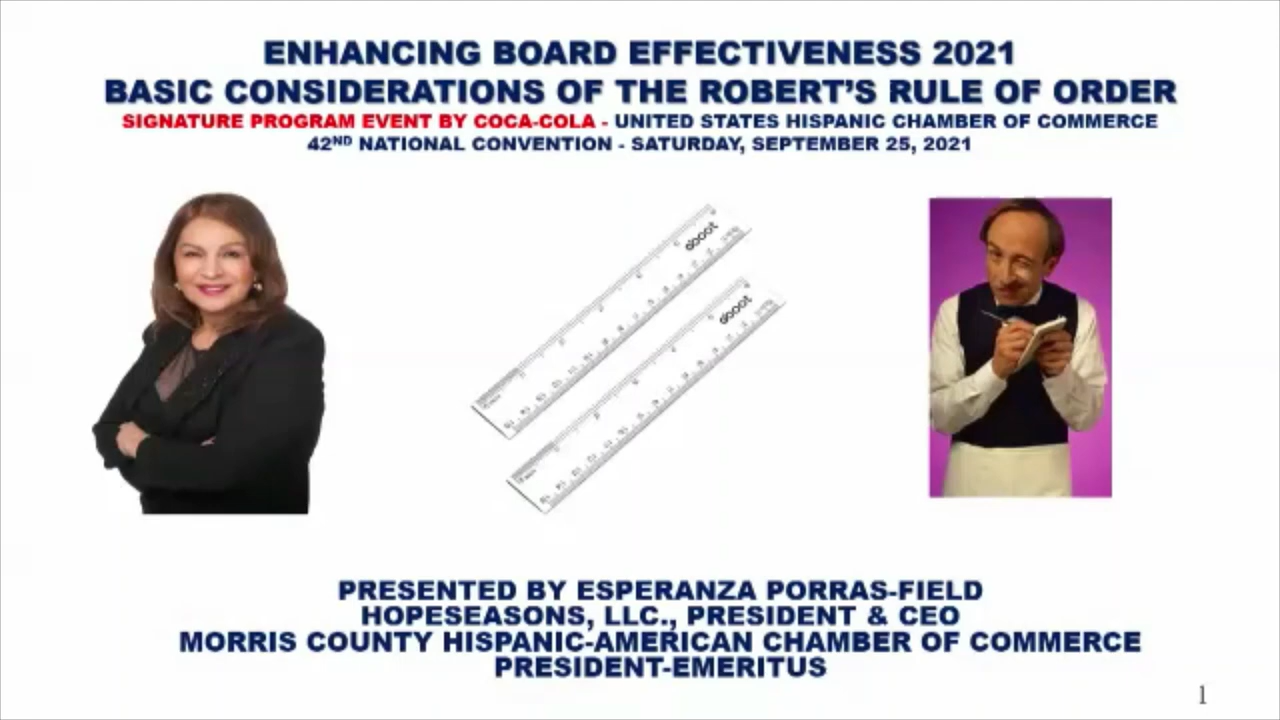 ENHANCING BOARD EFFECTIVENESS 2021
BASIC CONSIDERATIONS OF THE ROBERT'S RULE OF ORDER
SIGNATURE PROGRAM EVENT BY COCA-COLA - UNITED STATES HISPANIC CHAMBER OF COMMERCE
42ND NATIONAL CONVENTION - SATURDAY, SEPTEMBER 25, 2021
PRESENTED BY ESPERANZA PORRAS-FIELD
HOPESEASONS, LLC., PRESIDENT & CEO
MORRIS COUNTY HISPANIC-AMERICAN CHAMBER OF COMMERCE
PRESIDENT-EMERITUS
1